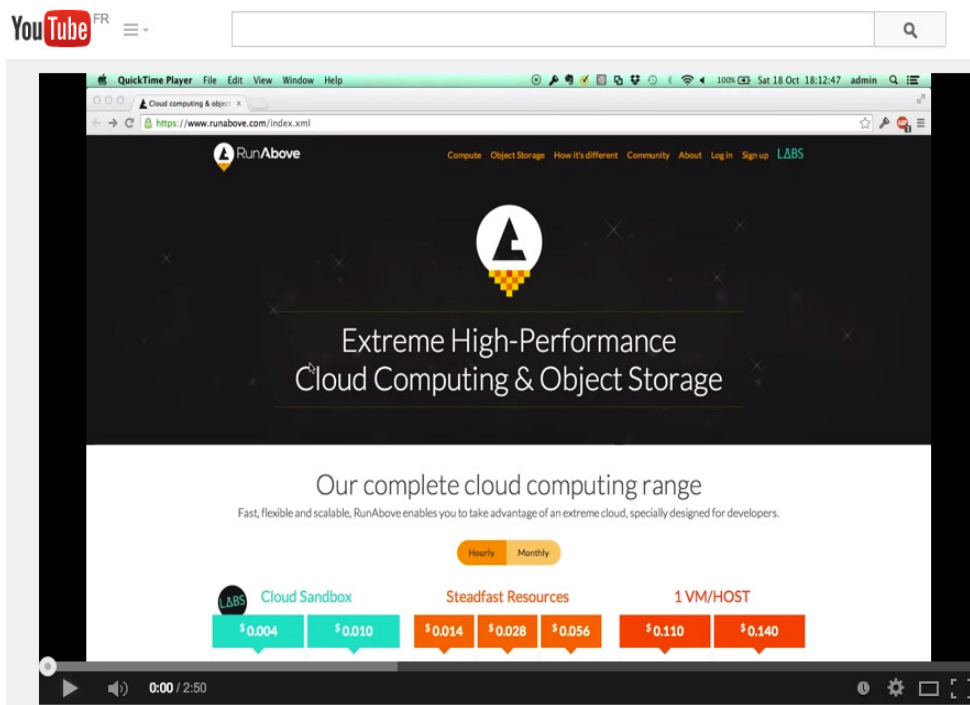 YouTube FR
QuickTime Player File Edit View Window Help 100% Sat 18 Oct 18:12:47 admin
Cloud computing & object
https://www.runabove.com/index.xml
RunAbove Compute Object Storage How it's different Community About Log in Sign up LABS
Extreme High-Performance
Cloud Computing & Object Storage
Our complete cloud computing range
Fast, flexible and scalable, RunAbove enables you to take advantage of an extreme cloud, specially designed for developers.
Hourly Monthly
LABS Cloud Sandbox Steadfast Resources 1 VM/HOST
$0.004 $0.010 $0.014 $0.028 $0.056 $0.110 $0.140
0:00 / 2:50